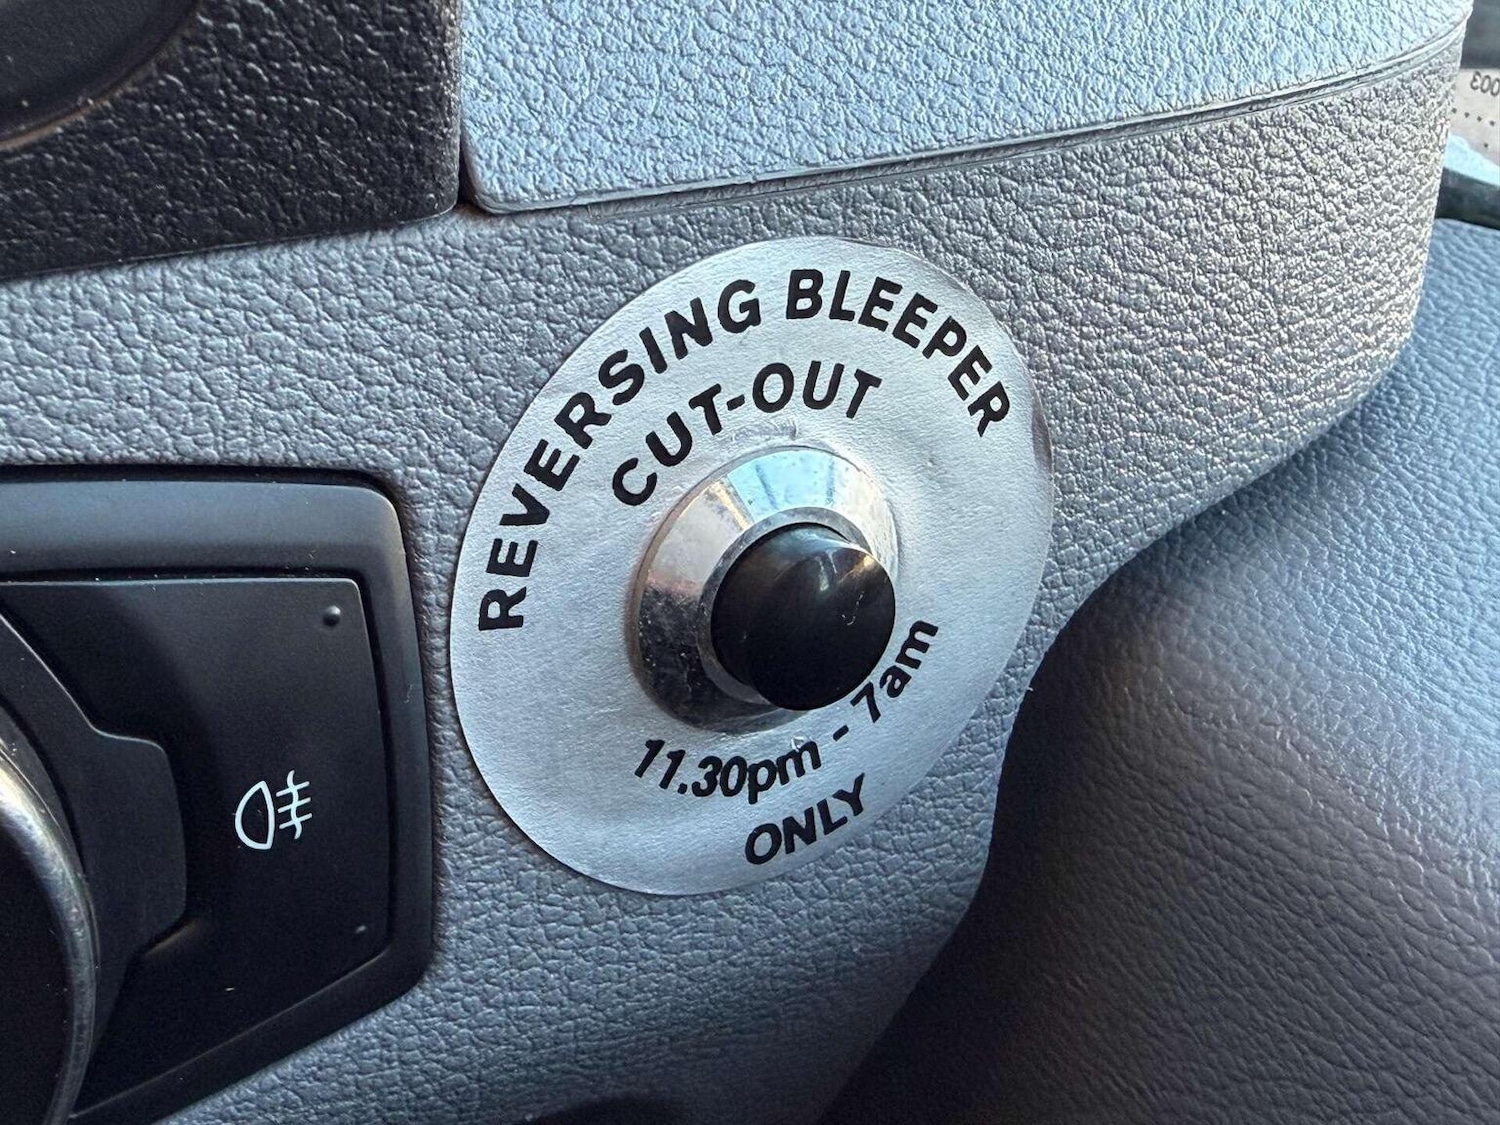 REVERSING BLEEPER
CUT-OUT
11.30pm - 7am
ONLY